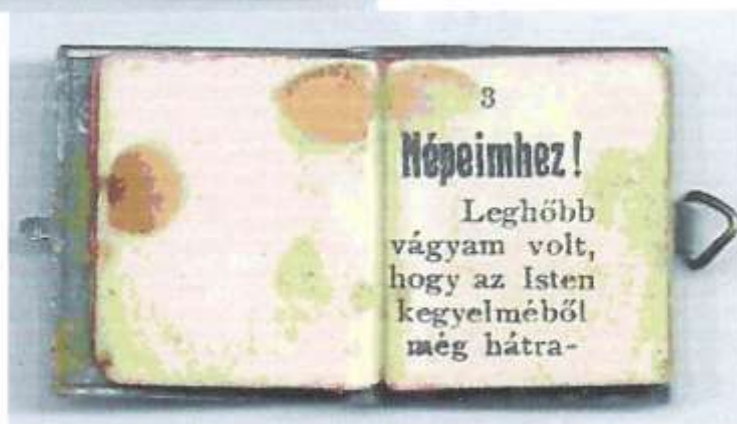 3
Népeimhez!
Leghőbb
vágyam volt,
hogy az Isten
kegyelméből
még hátra-